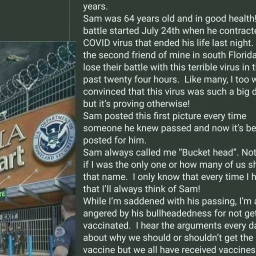 years.
Sam was 64 years old and in good health!
battle started July 24th when he contracte
COVID virus that ended his life last night.
the second friend of mine in south Florida
lose their battle with this terrible virus in t
past twenty four hours. Like many, I too w
convinced that this virus was such a big d
but it's proving otherwise!
Sam posted this first picture every time
someone he knew passed and now it's be
posted for him.
Sam always called me "Bucket head". Not
if I was the only one or how many of us sh
that name. I only know that every time I h
that I'll always think of Sam!
While I'm saddened with his passing, I'm a
angered by his bullheadedness for not get
vaccinated. I hear the arguments every da
about why we should or shouldn't get the
vaccine but we all have received vaccines
IA
art